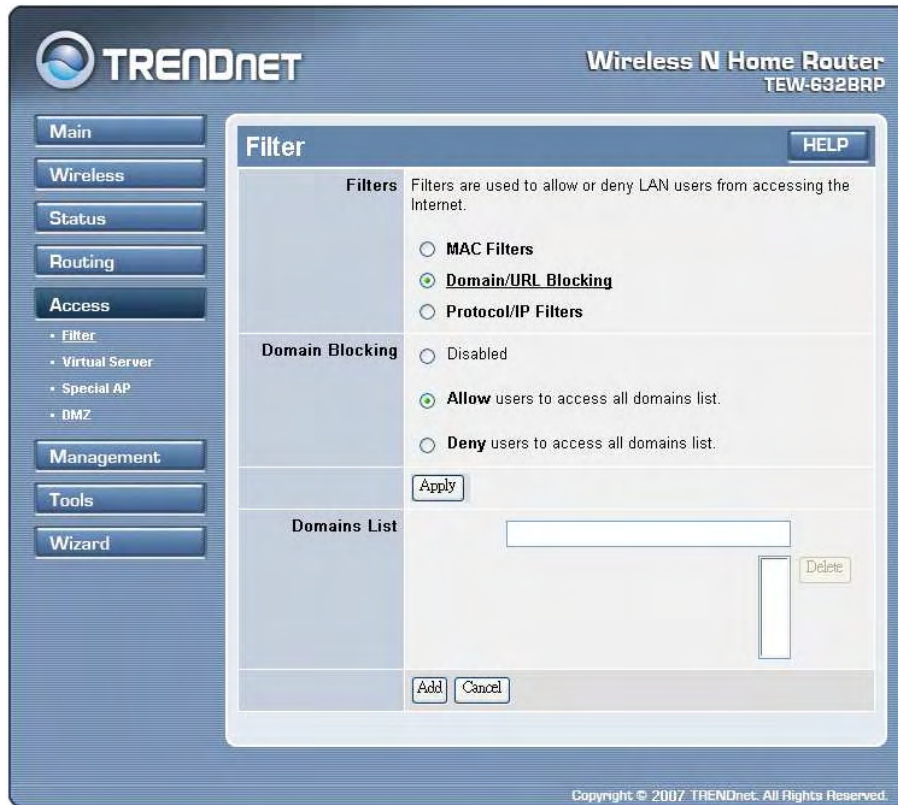 TRENDNET
Wireless N Home Router
TEW-632BRP
Main
Wireless
Status
Routing
Access
• Filter
• Virtual Server
• Special AP
• DMZ
Management
Tools
Wizard
Filter
HELP
Filters
Filters are used to allow or deny LAN users from accessing the
Internet.
MAC Filters
Domain/URL Blocking
Protocol/IP Filters
Domain Blocking
Disabled
Allow users to access all domains list.
Deny users to access all domains list.
Apply
Domains List
Delete
Add
Cancel
Copyright © 2007 TRENDnet. All Rights Reserved.